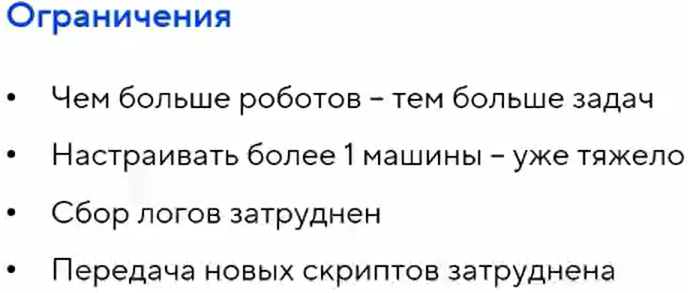 Ограничения
• Чем больше роботов – тем больше задач
• Настраивать более 1 машины – уже тяжело
• Сбор логов затруднен
• Передача новых скриптов затруднена